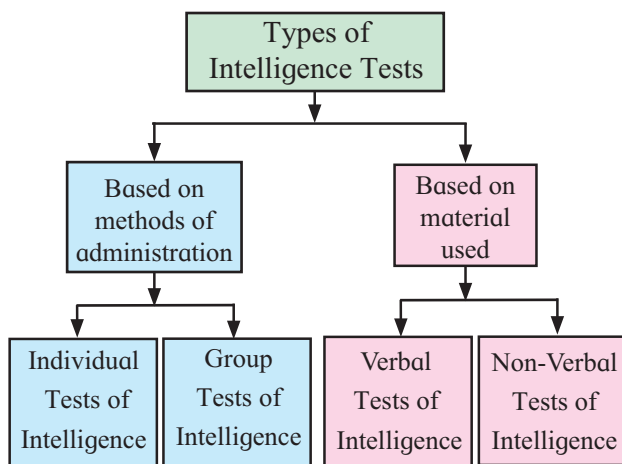 Types of
Intelligence Tests
Based on
methods of
administration
Based on
material
used
Individual
Tests of
Intelligence
Group
Tests of
Intelligence
Verbal
Tests of
Intelligence
Non-Verbal
Tests of
Intelligence